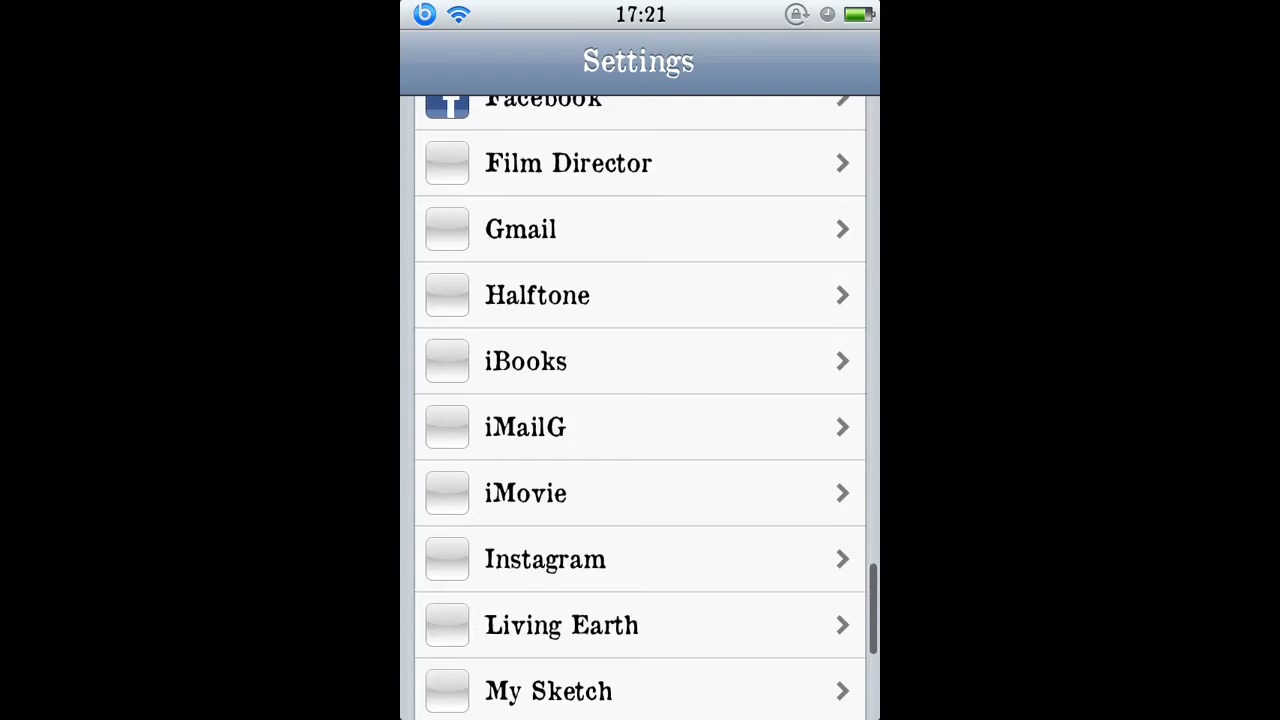 17:21
Settings
Facebook
Film Director
Gmail
Halftone
iBooks
iMailG
iMovie
Instagram
Living Earth
My Sketch